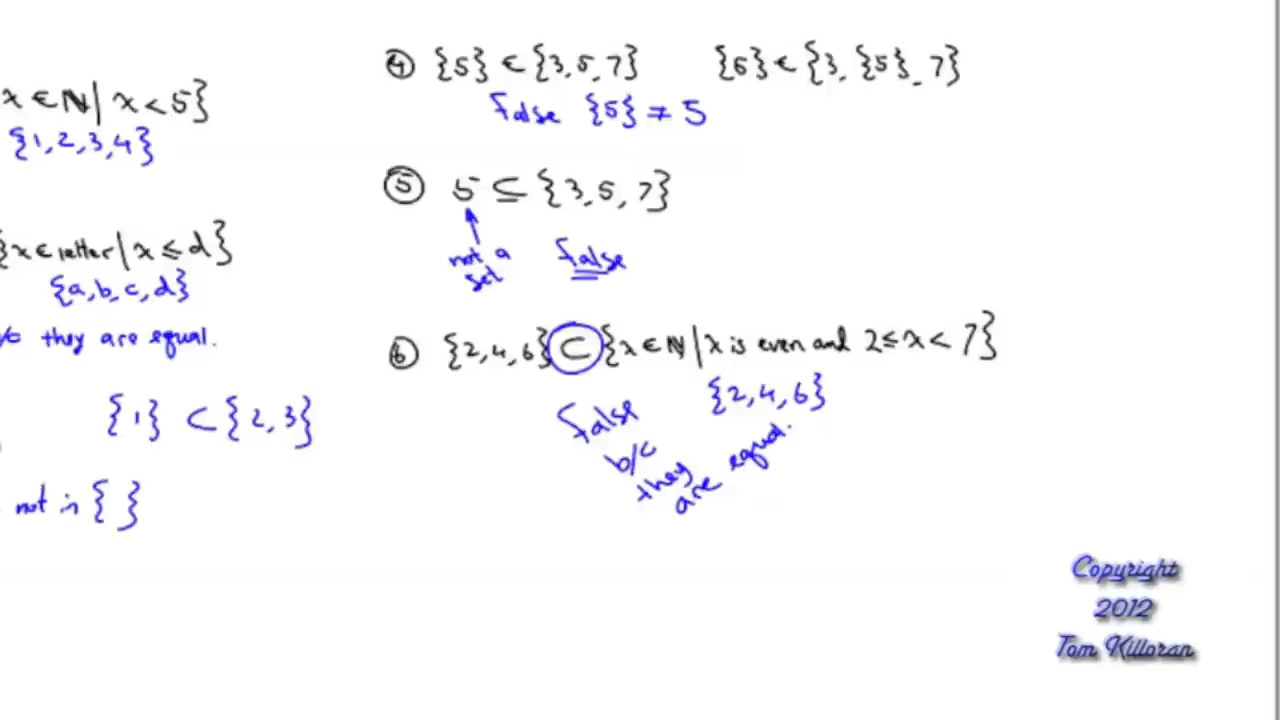 x ∈ ℕ | x < 5}
{1,2,3,4}
{x ∈ letter | x ≤ d}
{a, b, c, d}
they are equal.
{1} ⊂ {2, 3}
not in { }
④ {5} ∈ {3, 5, 7} {5} ∈ {3, {5}, 7}
False {5} ≠ 5
⑤ 5 ⊆ {3, 5, 7}
not a
set
False
⑥ {2, 4, 6} ⊂ {x ∈ ℕ | x is even and 2 ≤ x < 7}
{2, 4, 6}
False
b/c
they
are equal.
Copyright
2012
Tom Killoran